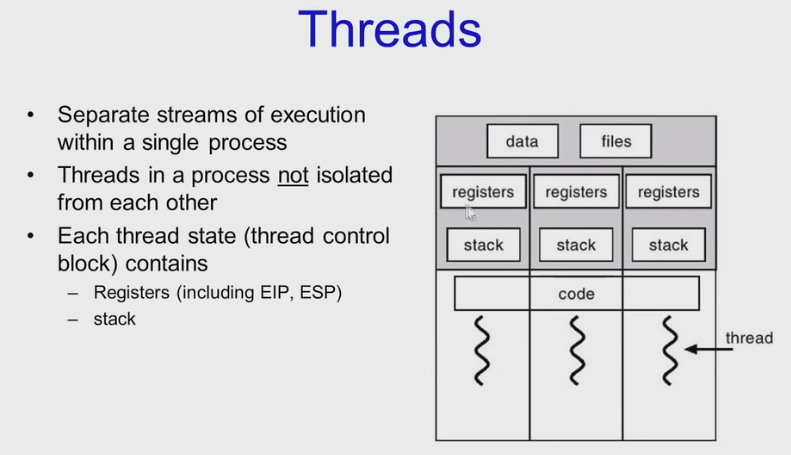 Threads
• Separate streams of execution
within a single process
• Threads in a process not isolated
from each other
• Each thread state (thread control
block) contains
– Registers (including EIP, ESP)
– stack
data files
registers registers registers
stack stack stack
code
thread